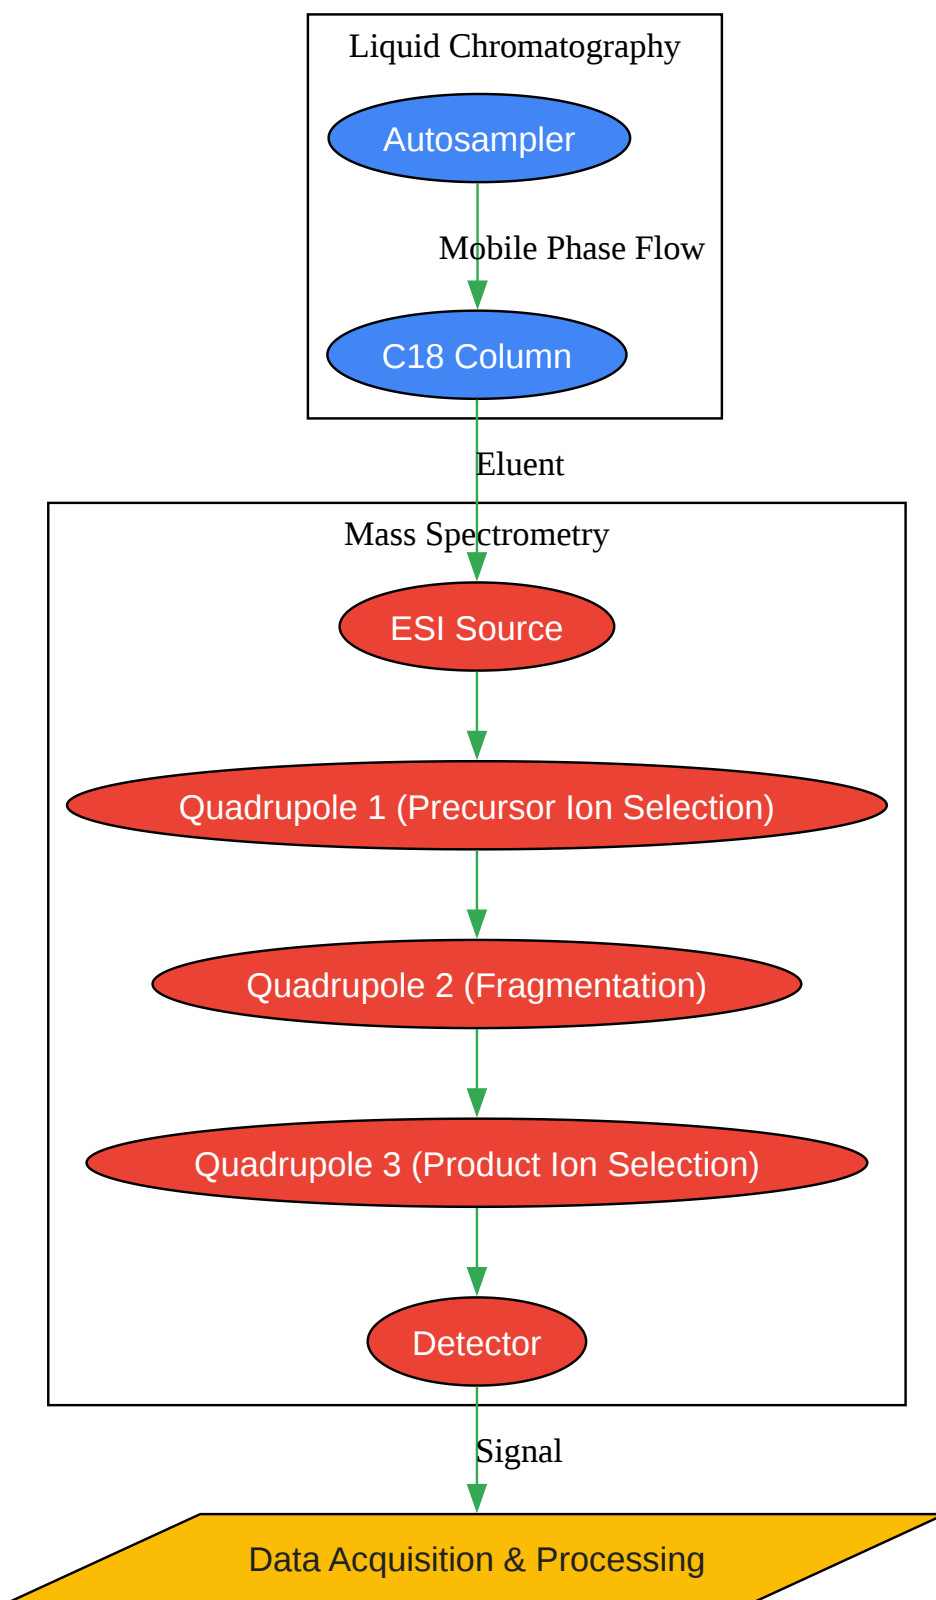 Liquid Chromatography
Autosampler
Mobile Phase Flow
C18 Column
Eluent
Mass Spectrometry
ESI Source
Quadrupole 1 (Precursor Ion Selection)
Quadrupole 2 (Fragmentation)
Quadrupole 3 (Product Ion Selection)
Detector
Signal
Data Acquisition & Processing